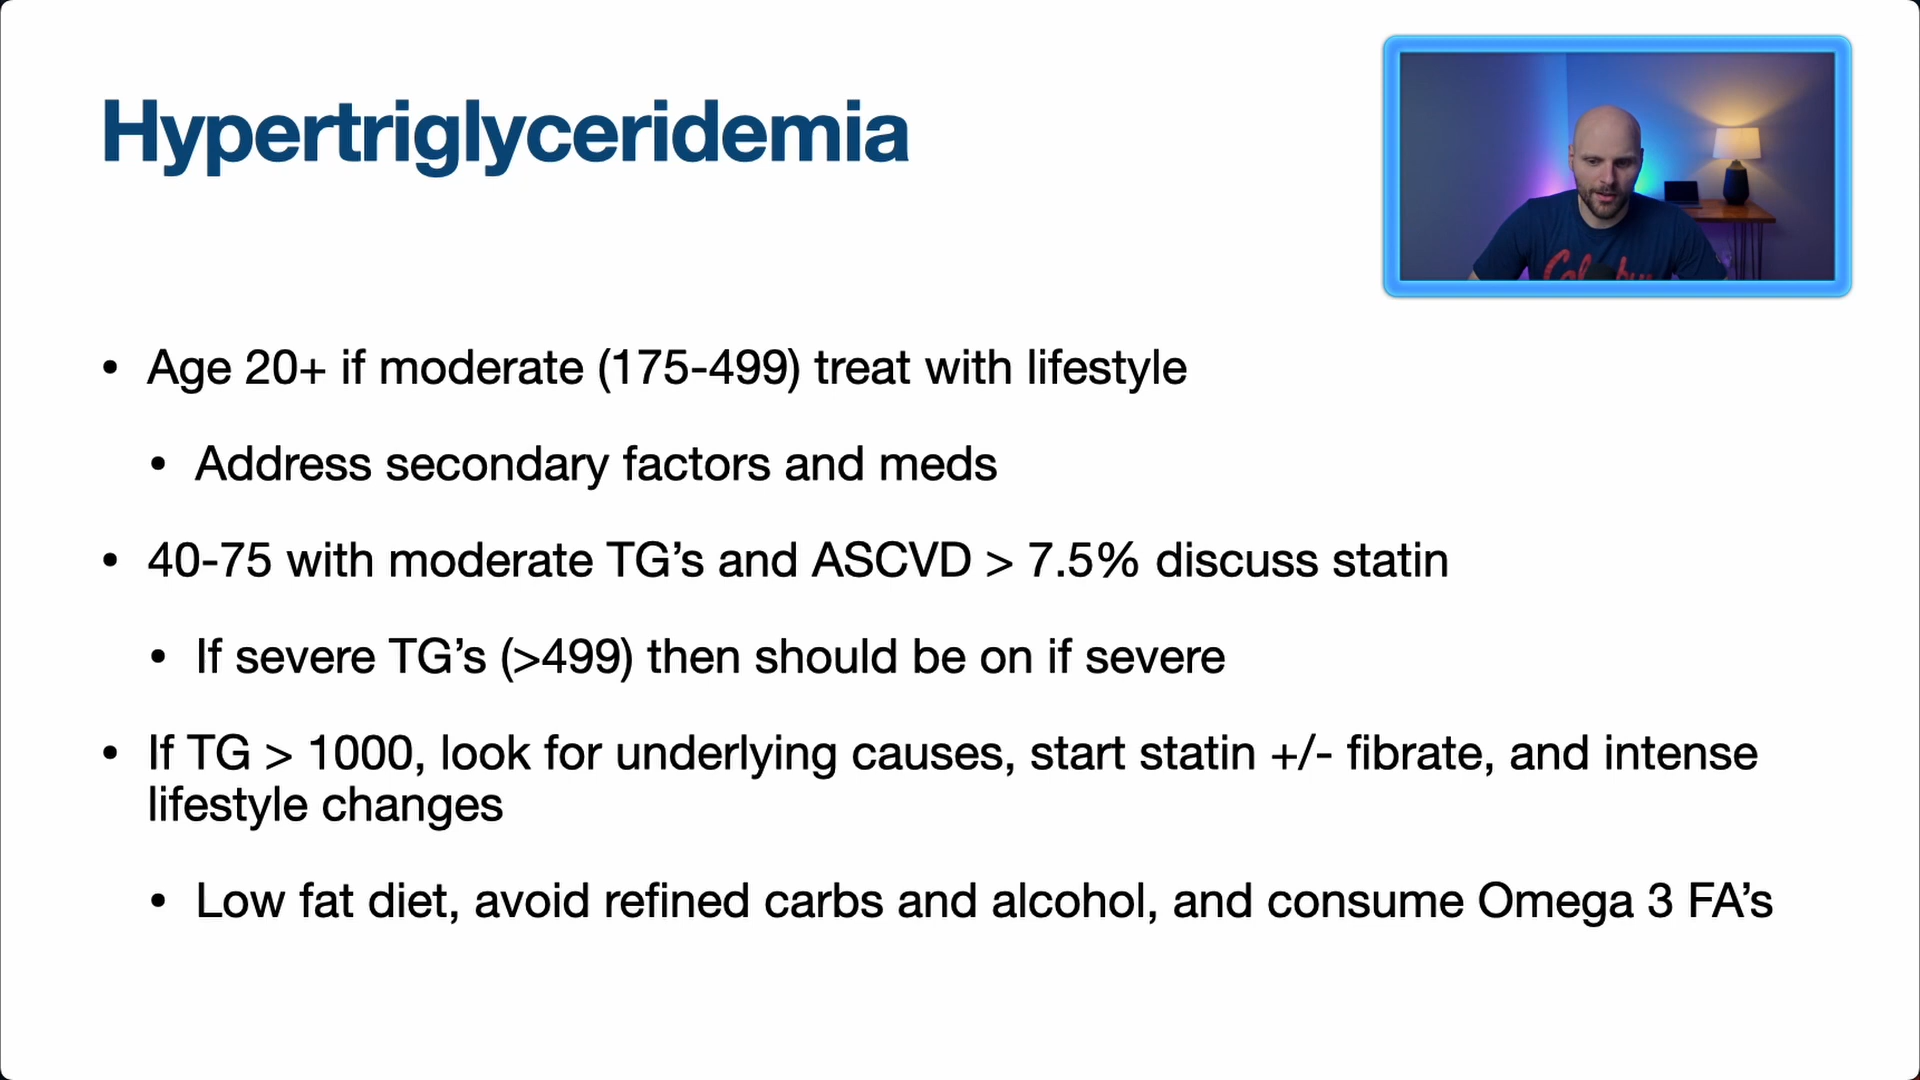 Hypertriglyceridemia
• Age 20+ if moderate (175-499) treat with lifestyle
• Address secondary factors and meds
• 40-75 with moderate TG’s and ASCVD > 7.5% discuss statin
• If severe TG’s (>499) then should be on if severe
• If TG > 1000, look for underlying causes, start statin +/- fibrate, and intense
lifestyle changes
• Low fat diet, avoid refined carbs and alcohol, and consume Omega 3 FA’s